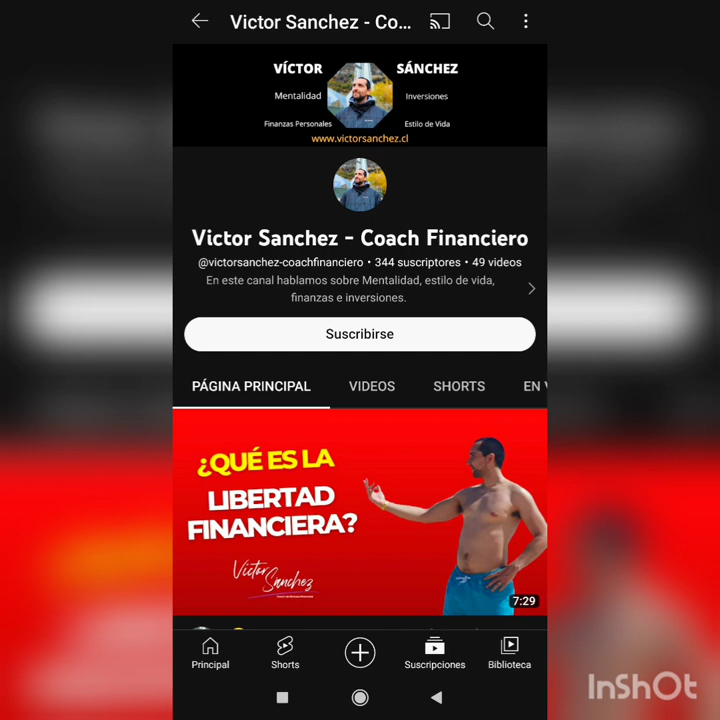 Victor Sanchez - Co...
VÍCTOR SÁNCHEZ
Mentalidad Inversiones
Finanzas Personales Estilo de Vida
www.victorsanchez.cl
Victor Sanchez - Coach Financiero
@victorsanchez-coachfinanciero • 344 suscriptores • 49 videos
En este canal hablamos sobre Mentalidad, estilo de vida,
finanzas e inversiones.
Suscribirse
PÁGINA PRINCIPAL VIDEOS SHORTS EN V
¿QUÉ ES LA
LIBERTAD
FINANCIERA?
Victor
Sanchez
7:29
Principal Shorts Suscripciones Biblioteca
InShOt